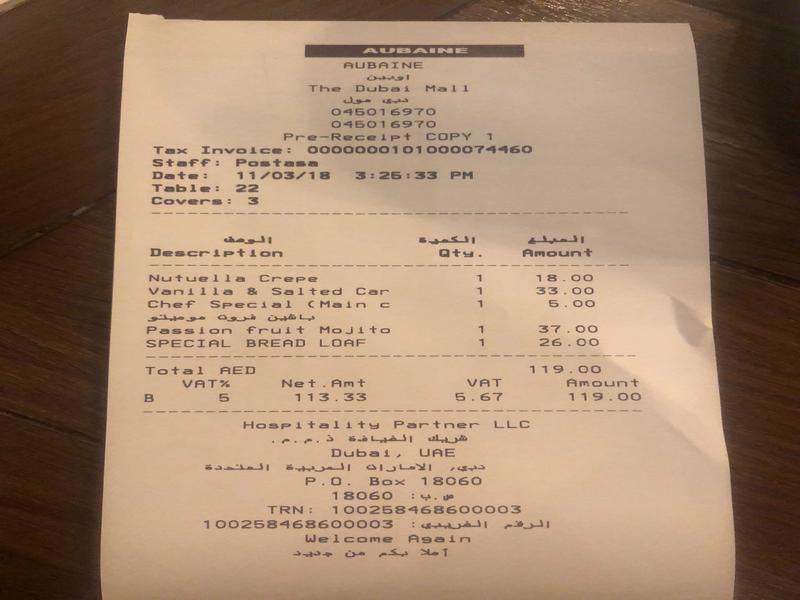 AUBAINE
AUBAINE
اوبين
The Dubai Mall
دبي مول
045016970
045016970
Pre-Receipt COPY 1
Tax Invoice: 0000000101000074460
Staff: Postasa
Date: 11/03/18 3:25:33 PM
Table: 22
Covers: 3
الوصف الكمية المبلغ
Description Qty. Amount
Nutuella Crepe 1 18.00
Vanilla & Salted Car 1 33.00
Chef Special (Main c 1 5.00
باشين فروت موميتو
Passion fruit Mojito 1 37.00
SPECIAL BREAD LOAF 1 26.00
Total AED 119.00
VAT% Net.Amt VAT Amount
B 5 113.33 5.67 119.00
Hospitality Partner LLC
شريك الضيافة ذ.م.م.
Dubai, UAE
دبي, الامارات العربية المتحدة
P.O. Box 18060
ص.ب: 18060
TRN: 100258468600003
الرقم الضريبي: 100258468600003
Welcome Again
أهلا بكم من جديد